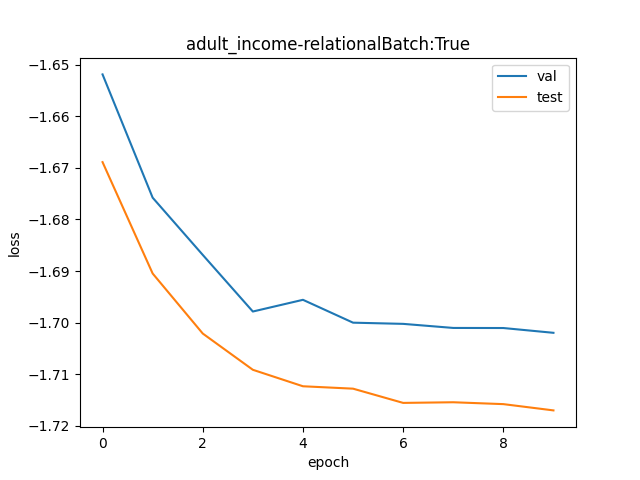 adult_income-relationalBatch:True
val
test
loss
−1.65
−1.66
−1.67
−1.68
−1.69
−1.70
−1.71
−1.72
0 2 4 6 8
epoch